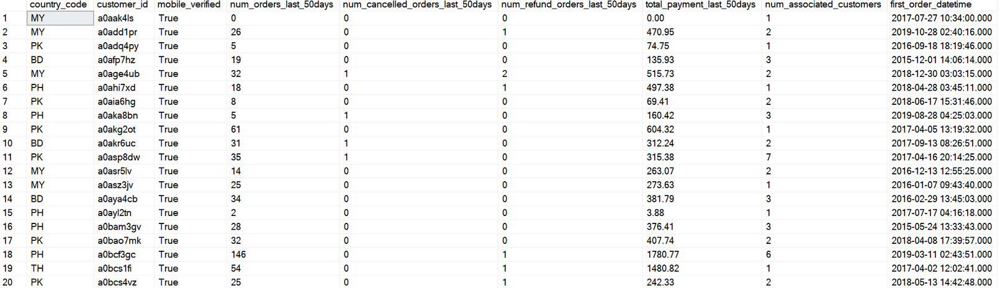 country_code customer_id mobile_verified num_orders_last_50days num_cancelled_orders_last_50days num_refund_orders_last_50days total_payment_last_50days num_associated_customers first_order_datetime
1 MY a0aak4ls True 0 0 0 0.00 1 2017-07-27 10:34:00.000
2 MY a0add1pr True 26 0 1 470.95 2 2019-10-28 02:40:16.000
3 PK a0adq4py True 5 0 0 74.75 1 2016-09-18 18:19:46.000
4 BD a0afp7hz True 19 0 0 135.93 3 2015-12-01 14:06:14.000
5 MY a0age4ub True 32 1 2 515.73 2 2018-12-30 03:03:15.000
6 PH a0ahi7xd True 18 0 1 497.38 1 2018-04-28 03:45:11.000
7 PK a0aia6hg True 8 0 0 69.41 2 2018-06-17 15:31:46.000
8 PH a0aka8bn True 5 1 0 160.42 3 2019-08-28 04:25:03.000
9 PK a0akg2ot True 61 0 0 604.32 1 2017-04-05 13:19:32.000
10 BD a0akr6uc True 31 1 0 312.24 2 2017-09-13 08:26:51.000
11 PK a0asp8dw True 35 1 0 315.38 7 2017-04-16 20:14:25.000
12 MY a0asr5lv True 14 0 0 263.07 2 2016-12-13 12:55:25.000
13 MY a0asz3jv True 25 0 0 273.63 1 2016-01-07 09:43:40.000
14 BD a0aya4cb True 34 0 0 381.79 3 2016-02-29 13:45:03.000
15 PH a0ayl2tn True 2 0 0 3.88 1 2017-07-17 04:16:18.000
16 PH a0bam3gv True 28 0 0 376.41 3 2015-05-24 13:33:43.000
17 PK a0bao7mk True 32 0 0 407.74 2 2018-04-08 17:39:57.000
18 PH a0bcf3gc True 146 0 1 1780.77 6 2019-03-11 02:43:51.000
19 TH a0bcs1fi True 54 0 1 1480.82 1 2017-04-02 12:02:41.000
20 PK a0bcs4vz True 25 0 1 242.33 2 2018-05-13 14:42:48.000